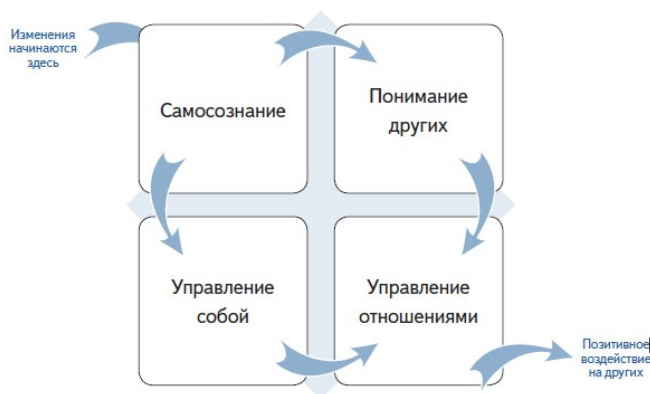 Изменения
начинаются
здесь
Самосознание
Понимание
других
Управление
собой
Управление
отношениями
Позитивное
воздействие
на других